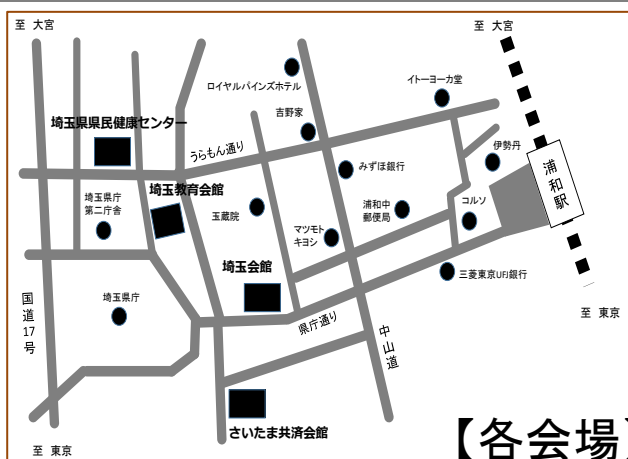 至 大宮
至 大宮
ロイヤルパインズホテル
イトーヨーカ堂
埼玉県県民健康センター
吉野家
うらもん通り
伊勢丹
浦和駅
みずほ銀行
埼玉教育会館
埼玉県庁
第二庁舎
玉蔵院
浦和中
郵便局
コルソ
マツモト
キヨシ
埼玉会館
三菱東京UFJ銀行
国道17号
埼玉県庁
県庁通り
中山道
至 東京
さいたま共済会館
【各会場】
至 東京